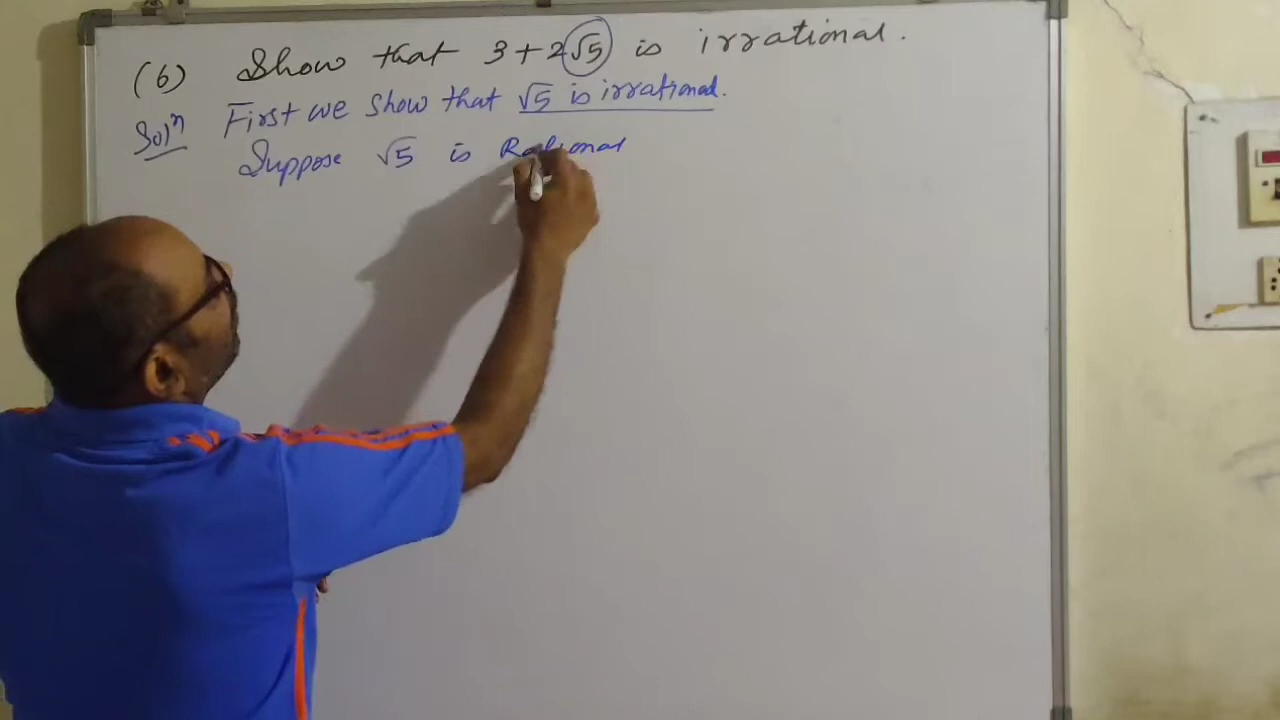 (6) Show that 3+2√5 is irrational.
Solⁿ First we show that √5 is irrational.
Suppose √5 is Rational